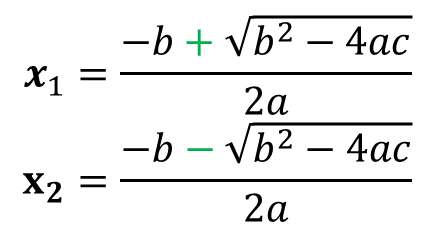 x₁ = (-b + √(b² − 4ac)) / 2a
x₂ = (-b − √(b² − 4ac)) / 2a